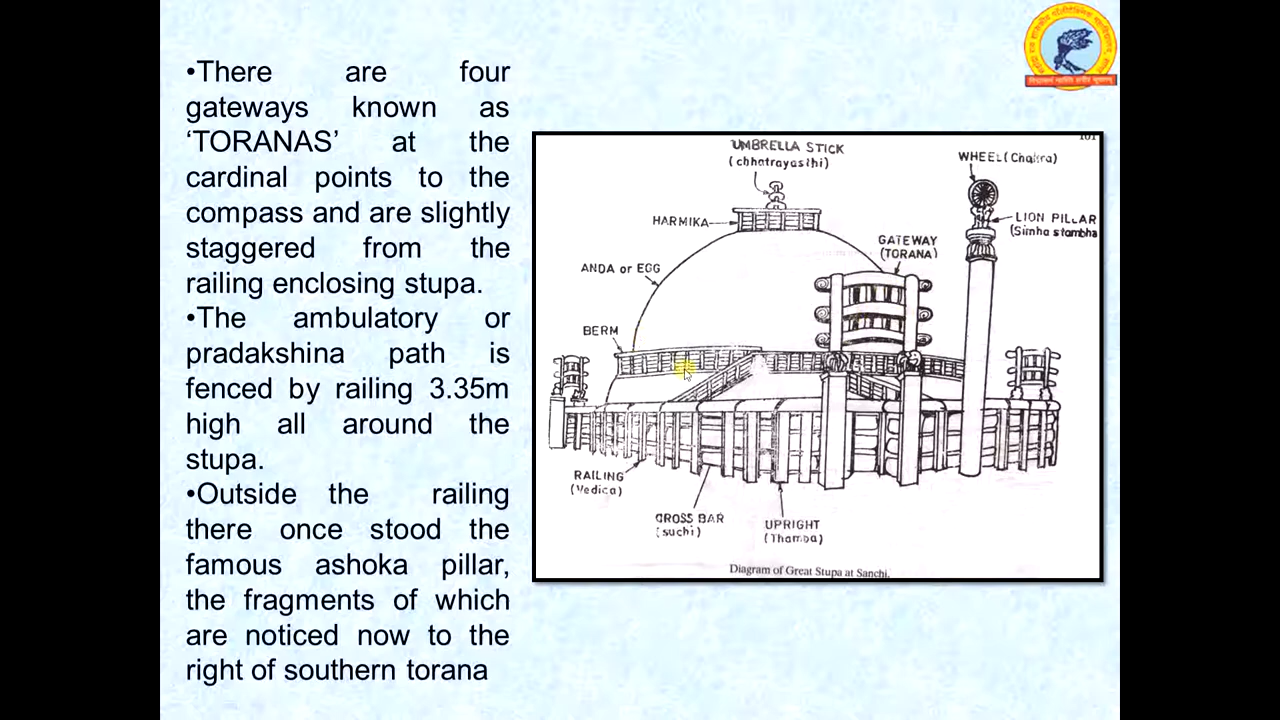 •There are four
gateways known as
‘TORANAS’ at the
cardinal points to the
compass and are slightly
staggered from the
railing enclosing stupa.
•The ambulatory or
pradakshina path is
fenced by railing 3.35m
high all around the
stupa.
•Outside the railing
there once stood the
famous ashoka pillar,
the fragments of which
are noticed now to the
right of southern torana
101
UMBRELLA STICK
(chhatrayasthi)
WHEEL (Chakra)
HARMIKA
LION PILLAR
(Simha stambha
GATEWAY
(TORANA)
ANDA or EGG
BERM
RAILING
(Vedica)
CROSS BAR
(suchi)
UPRIGHT
(Thamba)
Diagram of Great Stupa at Sanchi.